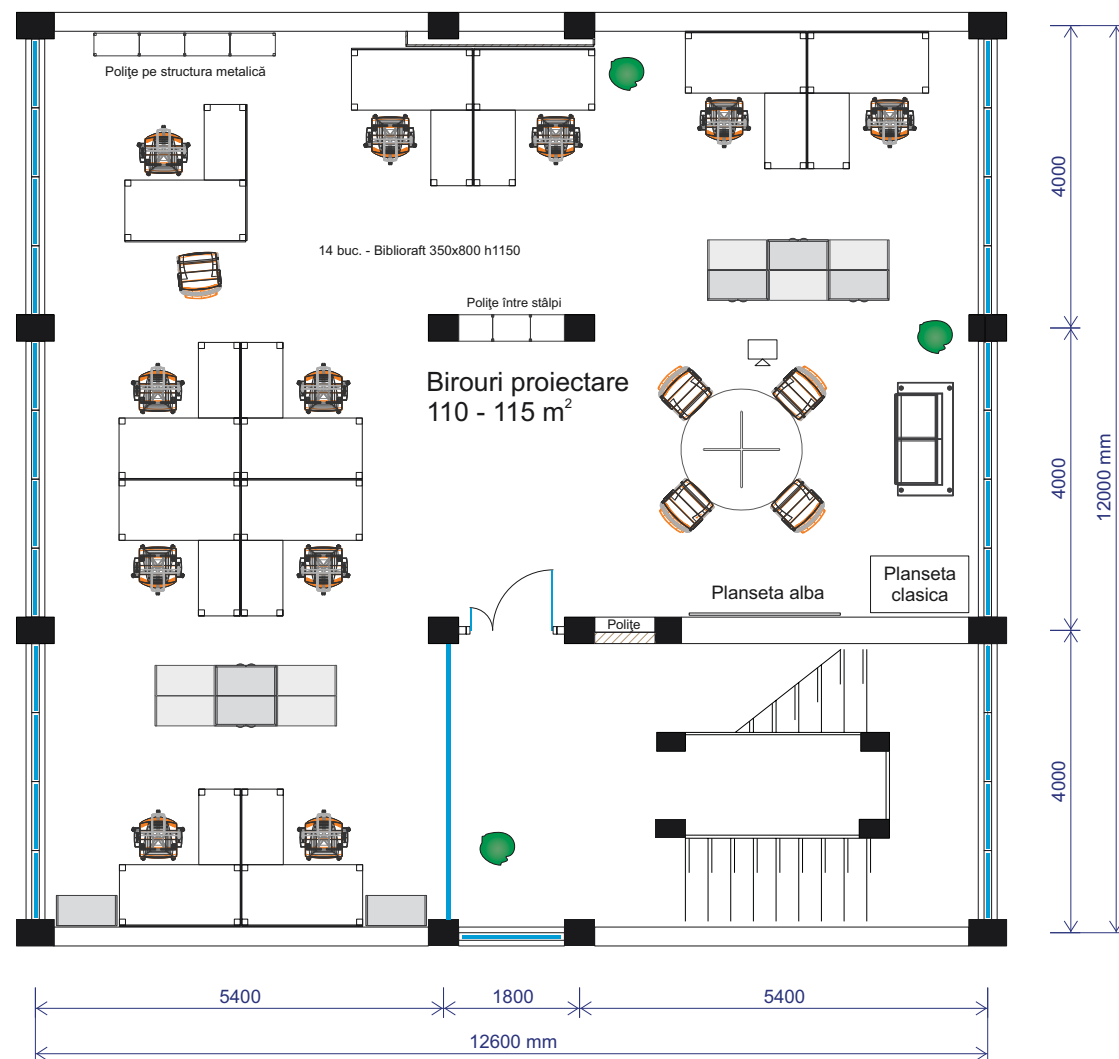 Poliţe pe structura metalică
14 buc. - Biblioraft 350x800 h1150
Poliţe între stâlpi
Birouri proiectare
110 - 115 m²
Planseta alba
Planseta
clasica
Poliţe
4000
4000
4000
12000 mm
5400
1800
5400
12600 mm